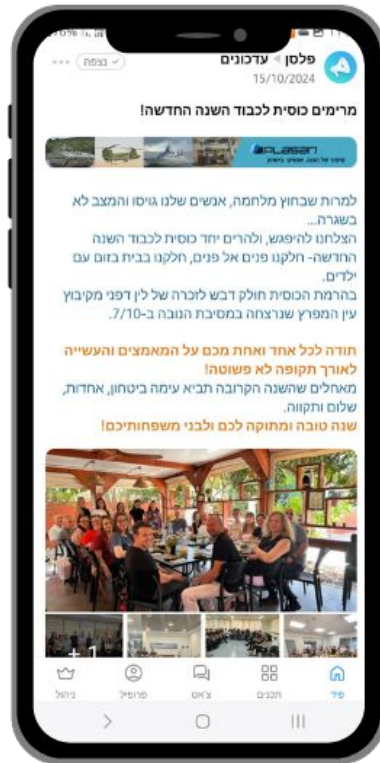 פלסן
עדכונים
נצפה
15/10/2024
מרימים כוסית לכבוד השנה החדשה!
PLASAN
למרות שבחוץ מלחמה, אנשים שלנו גויסו והמצב לא
בשגרה...
הצלחנו להיפגש, ולהרים יחד כוסית לכבוד השנה
החדשה- חלקנו פנים אל פנים, חלקנו בבית בזום עם
ילדים.
בהרמת הכוסית חולק דבש לזכרה של לין דפני מקיבוץ
עין המפרץ שנרצחה במסיבת הנובה ב-7/10.
תודה לכל אחד ואחת מכם על המאמצים והעשייה
לאורך תקופה לא פשוטה!
מאחלים שהשנה הקרובה תביא עימה ביטחון, אחדות,
שלום ותקווה.
שנה טובה ומתוקה לכם ולבני משפחותיכם!
+ 1
פיד
תכנים
צ'אט
פרופיל
ניהול